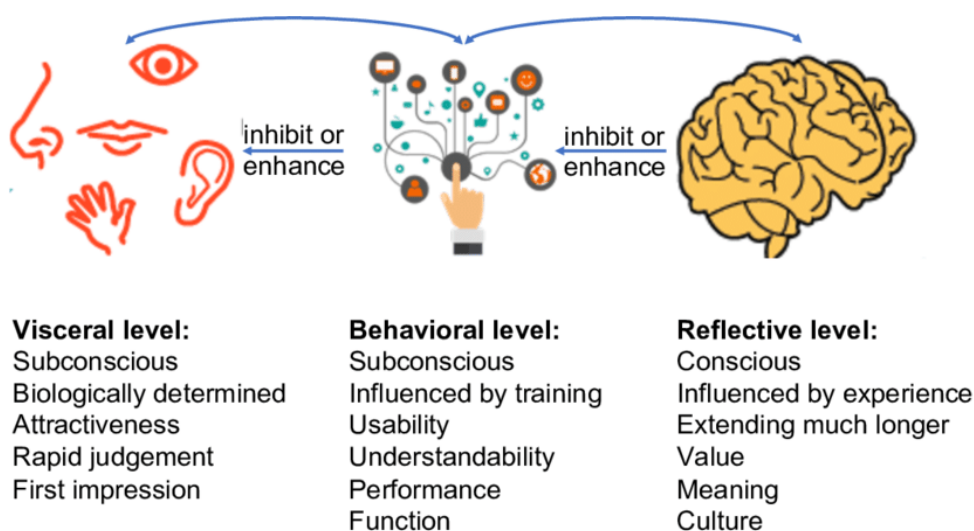 inhibit or
enhance
inhibit or
enhance
Visceral level:
Subconscious
Biologically determined
Attractiveness
Rapid judgement
First impression
Behavioral level:
Subconscious
Influenced by training
Usability
Understandability
Performance
Function
Reflective level:
Conscious
Influenced by experience
Extending much longer
Value
Meaning
Culture